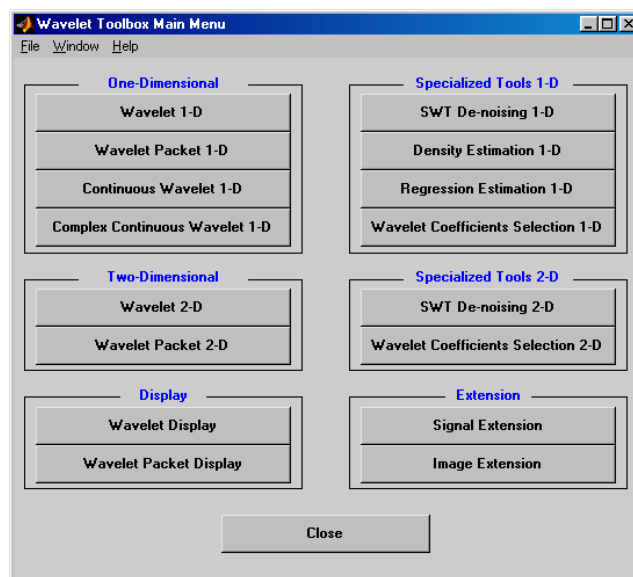 Wavelet Toolbox Main Menu
File Window Help
One-Dimensional
Wavelet 1-D
Wavelet Packet 1-D
Continuous Wavelet 1-D
Complex Continuous Wavelet 1-D
Specialized Tools 1-D
SWT De-noising 1-D
Density Estimation 1-D
Regression Estimation 1-D
Wavelet Coefficients Selection 1-D
Two-Dimensional
Wavelet 2-D
Wavelet Packet 2-D
Specialized Tools 2-D
SWT De-noising 2-D
Wavelet Coefficients Selection 2-D
Display
Wavelet Display
Wavelet Packet Display
Extension
Signal Extension
Image Extension
Close